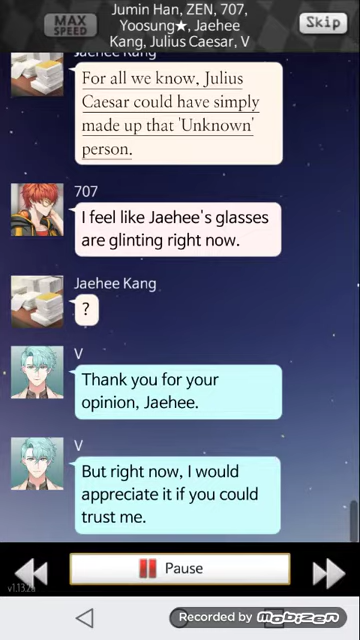 Jumin Han, ZEN, 707,
MAX
SPEED
Yoosung★, Jaehee
Kang, Julius Caesar, V
Skip
Jaehee Kang
For all we know, Julius
Caesar could have simply
made up that 'Unknown'
person.
707
I feel like Jaehee's glasses
are glinting right now.
Jaehee Kang
?
V
Thank you for your
opinion, Jaehee.
V
But right now, I would
appreciate it if you could
trust me.
Pause
Recorded by Mobizen